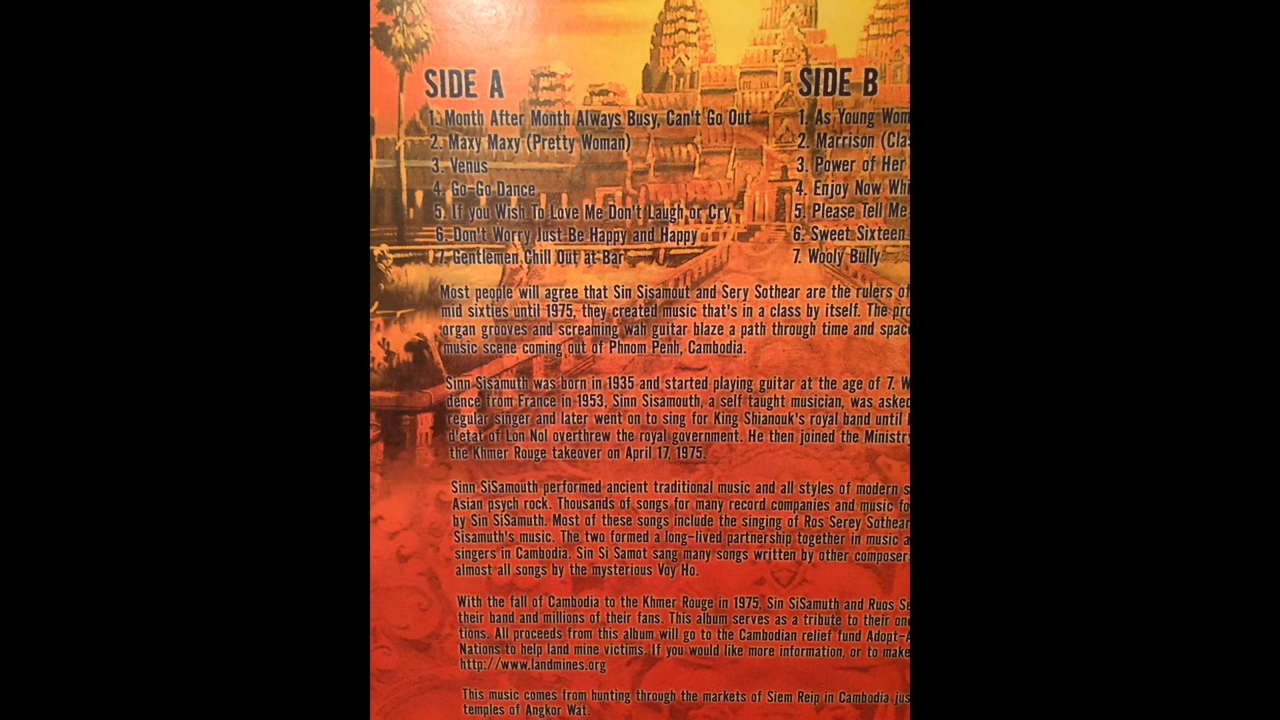 SIDE A
1. Month After Month Always Busy, Can't Go Out
2. Maxy Maxy (Pretty Woman)
3. Venus
4. Go-Go Dance
5. If you Wish To Love Me Don't Laugh or Cry
6. Don't Worry Just Be Happy and Happy
7. Gentlemen Chill Out at Bar
SIDE B
1. As Young Wom
2. Marrison (Cla
3. Power of Her
4. Enjoy Now Whi
5. Please Tell Me
6. Sweet Sixteen
7. Wooly Bully
Most people will agree that Sin Sisamout and Sery Sothear are the rulers of
mid sixties until 1975, they created music that's in a class by itself. The pro
organ grooves and screaming wah guitar blaze a path through time and spac
music scene coming out of Phnom Penh, Cambodia.
Sinn Sisamuth was born in 1935 and started playing guitar at the age of 7. W
dence from France in 1953, Sinn Sisamouth, a self taught musician, was asked
regular singer and later went on to sing for King Shianouk's royal band until
d'etat of Lon Nol overthrew the royal government. He then joined the Ministry
the Khmer Rouge takeover on April 17, 1975.
Sinn SiSamouth performed ancient traditional music and all styles of modern s
Asian psych rock. Thousands of songs for many record companies and music fo
by Sin SiSamuth. Most of these songs include the singing of Ros Serey Sothear
Sisamuth's music. The two formed a long-lived partnership together in music a
singers in Cambodia. Sin Si Samot sang many songs written by other composer
almost all songs by the mysterious Voy Ho.
With the fall of Cambodia to the Khmer Rouge in 1975, Sin SiSamuth and Ruos Se
their band and millions of their fans. This album serves as a tribute to their one
tions. All proceeds from this album will go to the Cambodian relief fund Adopt-A
Nations to help land mine victims. If you would like more information, or to make
http://www.landmines.org
This music comes from hunting through the markets of Siem Reip in Cambodia jus
temples of Angkor Wat.